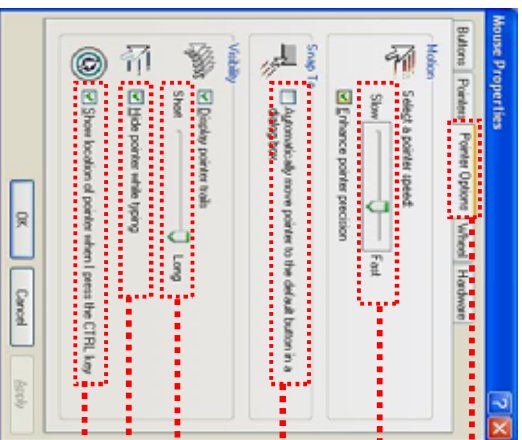 Mouse Properties
Buttons Pointers Pointer Options Wheel Hardware
Motion
Select a pointer speed:
Slow Fast
Enhance pointer precision
Snap To
Automatically move pointer to the default button in a
dialog box
Visibility
Display pointer trails
Short Long
Hide pointer while typing
Show location of pointer when I press the CTRL key
OK Cancel Apply